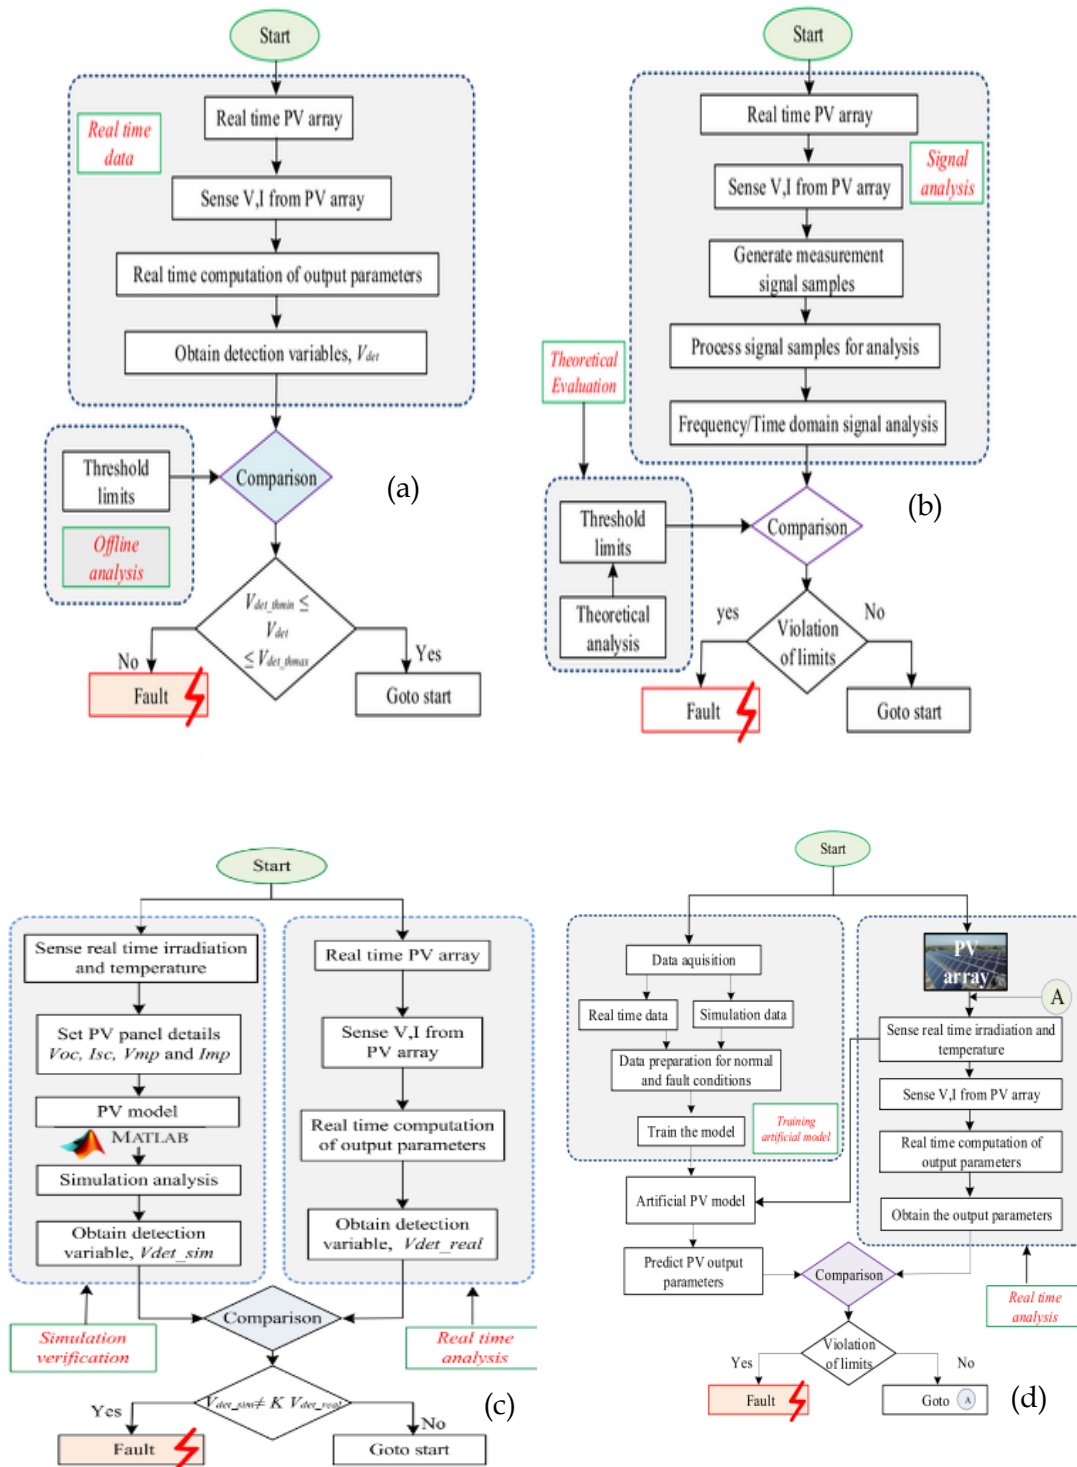 Start
Real time PV array
Real time
data
Sense V,I from PV array
Real time computation of output parameters
Obtain detection variables, Vdet
Threshold
limits
Comparison
(a)
Offline
analysis
Vdet_thmin ≤
Vdet
≤ Vdet_thmax
No
Yes
Fault
Goto start
Start
Real time PV array
Signal
analysis
Sense V,I from PV array
Generate measurement
signal samples
Process signal samples for analysis
Theoretical
Evaluation
Frequency/Time domain signal analysis
(b)
Threshold
limits
Comparison
Theoretical
analysis
yes
No
Violation
of limits
Fault
Goto start
Start
Sense real time irradiation
and temperature
Real time PV array
Set PV panel details
Voc, Isc, Vmp and Imp
Sense V,I from
PV array
PV model
MATLAB
Real time computation
of output parameters
Simulation analysis
Obtain detection
variable, Vdet_sim
Obtain detection
variable, Vdet_real
Comparison
Simulation
verification
Real time
analysis
Vdet_sim ≠ K Vdet_real
(c)
Yes
No
Fault
Goto start
Start
Data aquisition
PV
array
A
Real time data
Simulation data
Sense real time irradiation and
temperature
Data preparation for normal
and fault conditions
Sense V,I from PV array
Train the model
Training
artificial model
Real time computation of
output parameters
Artificial PV model
Obtain the output parameters
Predict PV output
parameters
Comparison
Real time
analysis
Violation
of limits
Yes
No
Fault
Goto A
(d)